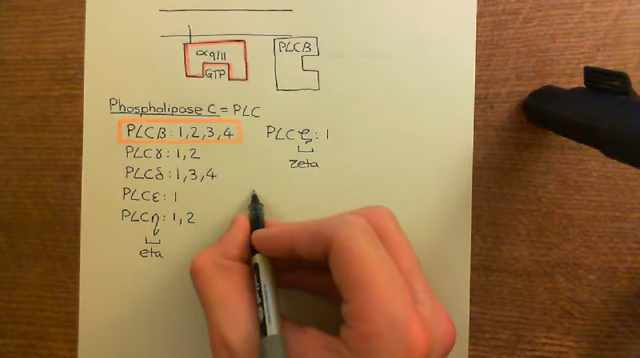 αq/11
GTP
PLCβ
Phospholipase C = PLC
PLCβ: 1, 2, 3, 4
PLCγ: 1, 2
PLCδ: 1, 3, 4
PLCε: 1
PLCη: 1, 2
eta
PLCζ: 1
zeta